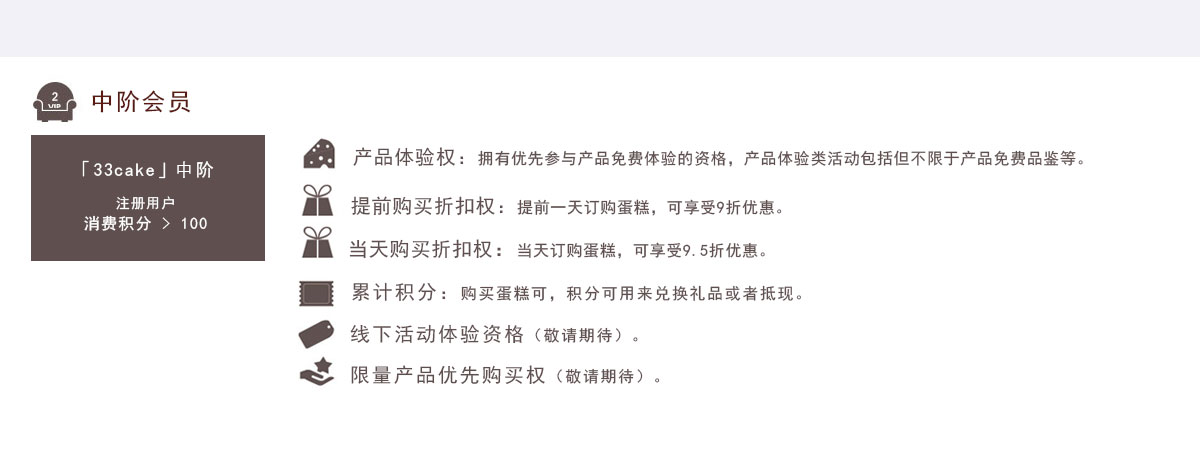 2
VIP
中阶会员
「33cake」中阶
注册用户
消费积分 > 100
产品体验权：拥有优先参与产品免费体验的资格，产品体验类活动包括但不限于产品免费品鉴等。
提前购买折扣权：提前一天订购蛋糕，可享受9折优惠。
当天购买折扣权：当天订购蛋糕，可享受9.5折优惠。
累计积分：购买蛋糕可，积分可用来兑换礼品或者抵现。
线下活动体验资格（敬请期待）。
限量产品优先购买权（敬请期待）。